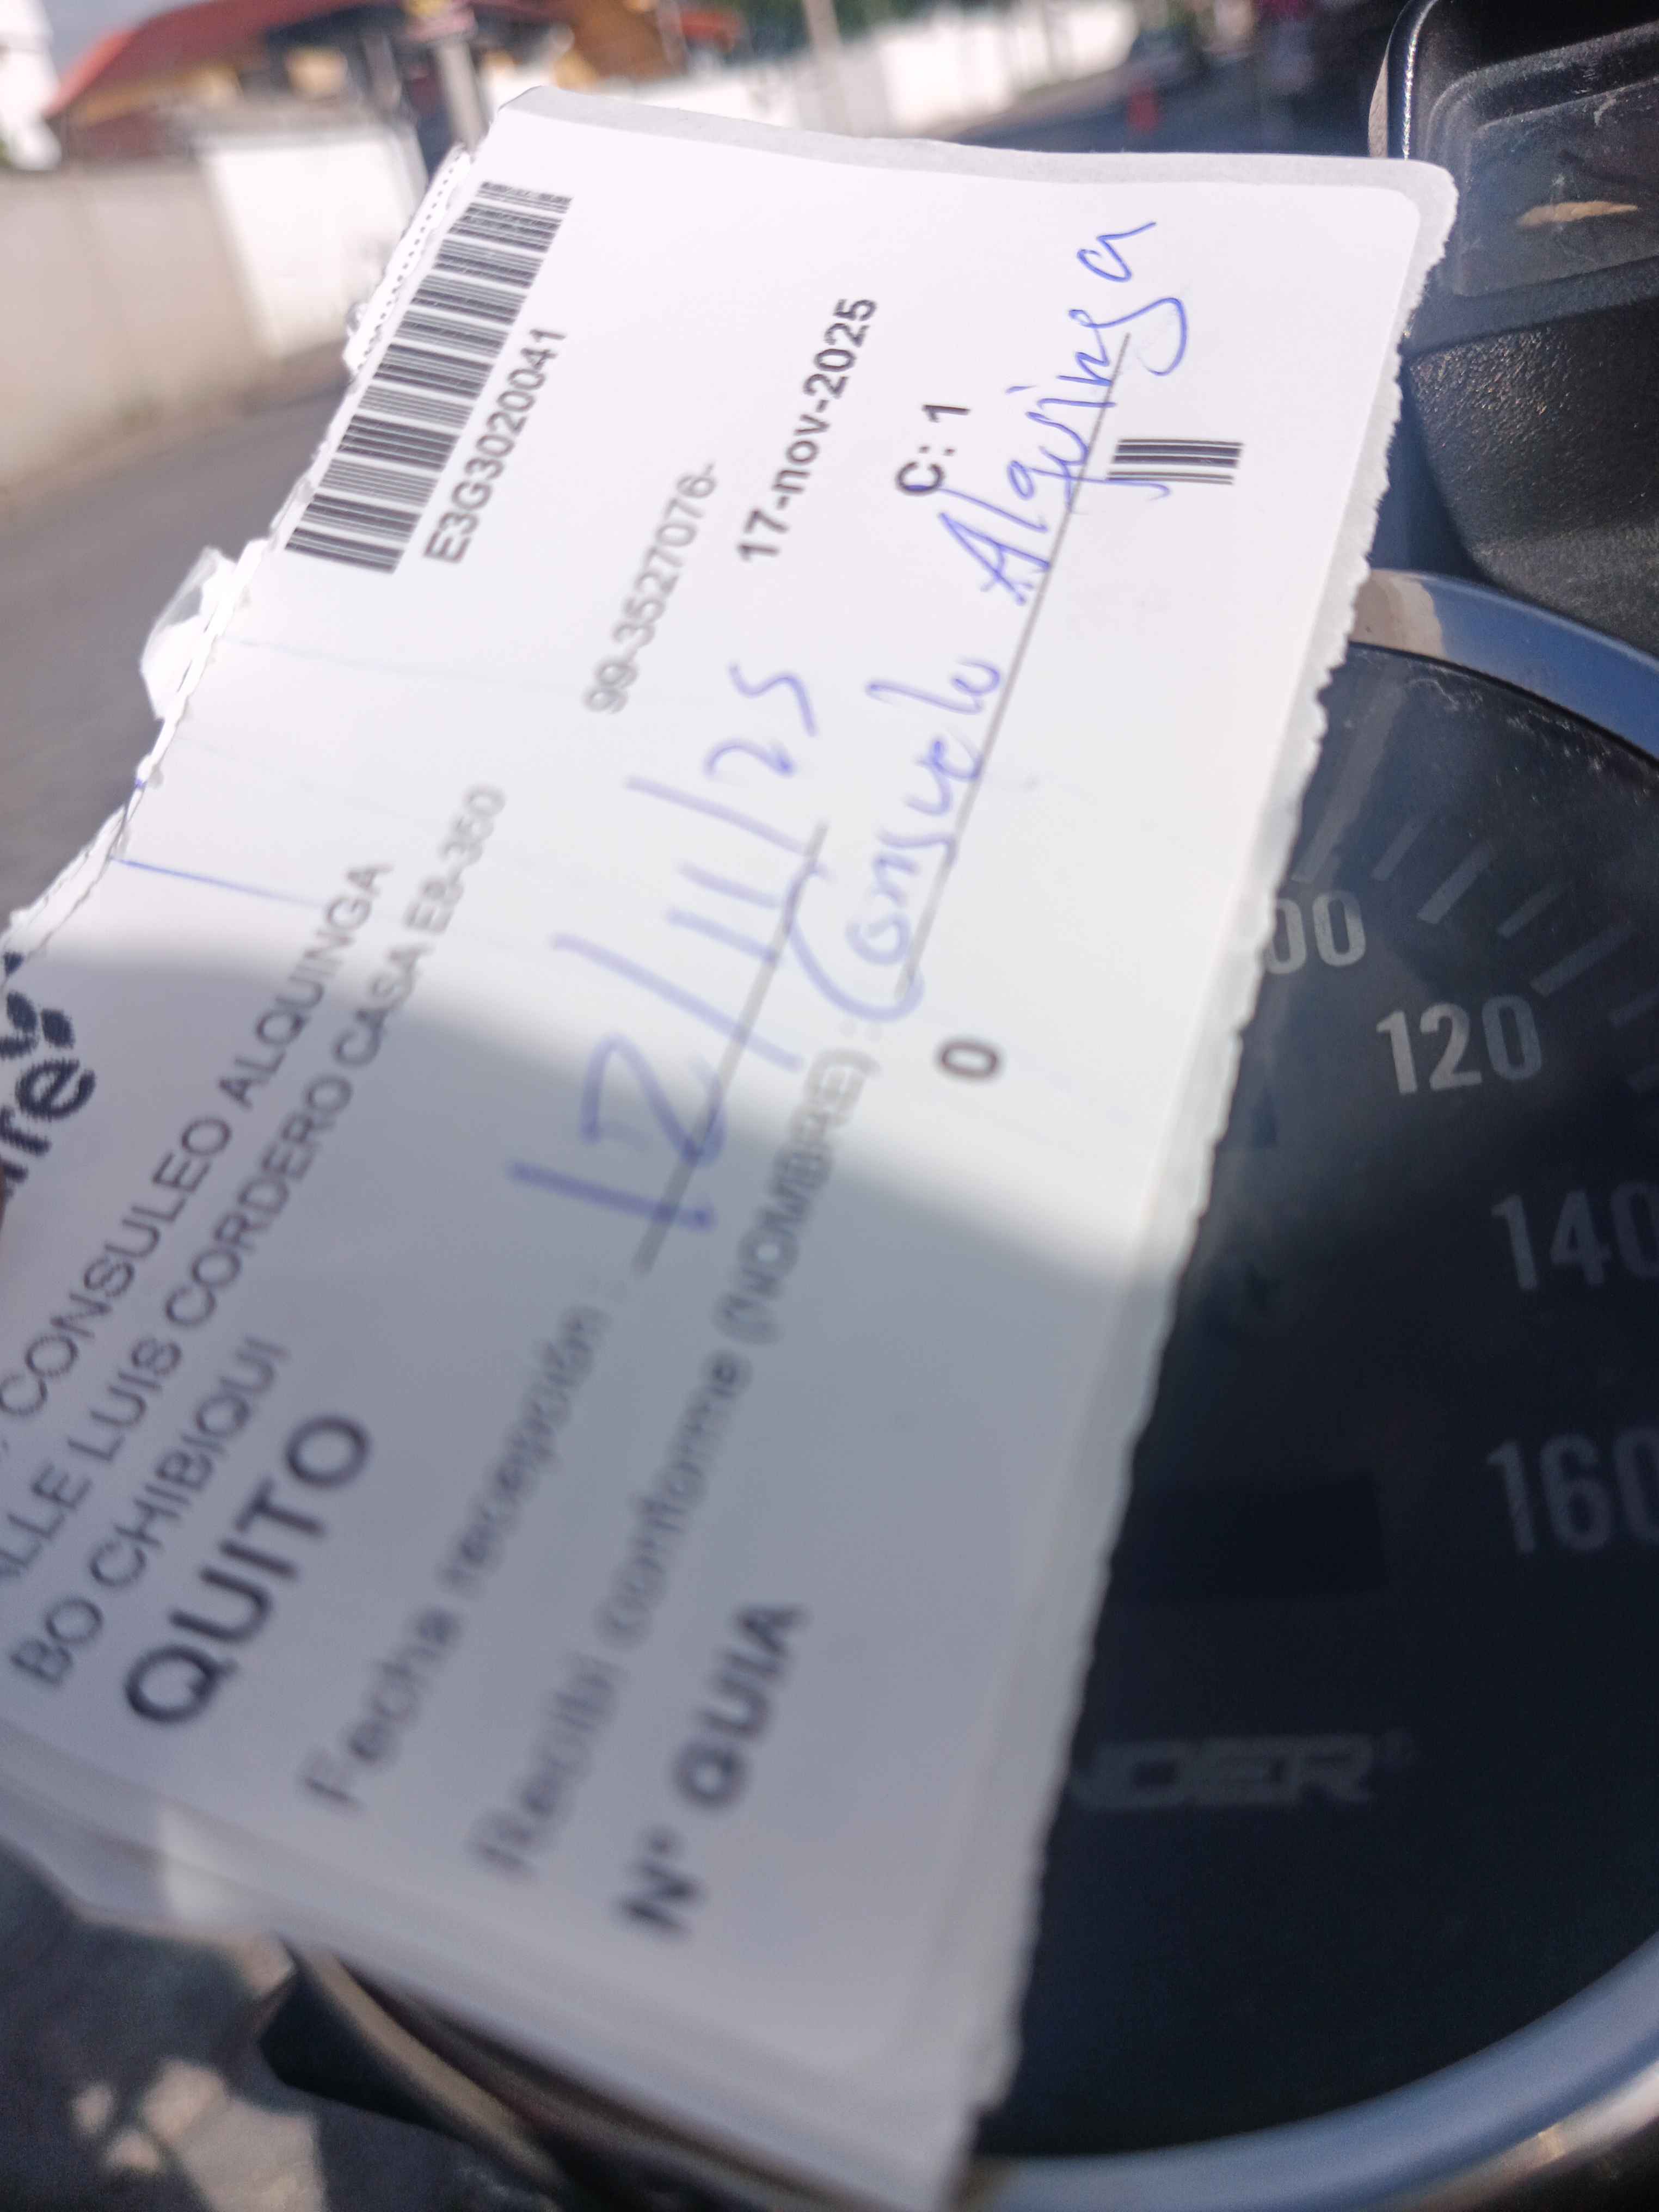 E3G3020041
CONSULEO ALQUINGA
LLE LUIS CORDERO CASA E8-350
BO CHIBIQUI
QUITO
99-3527076-
17-nov-2025
Fecha recepción : 12/11/25
C: 1
Recibí conforme (NOMBRE) : Consuelo Alquinga
N° GUIA 0
00
120
140
160